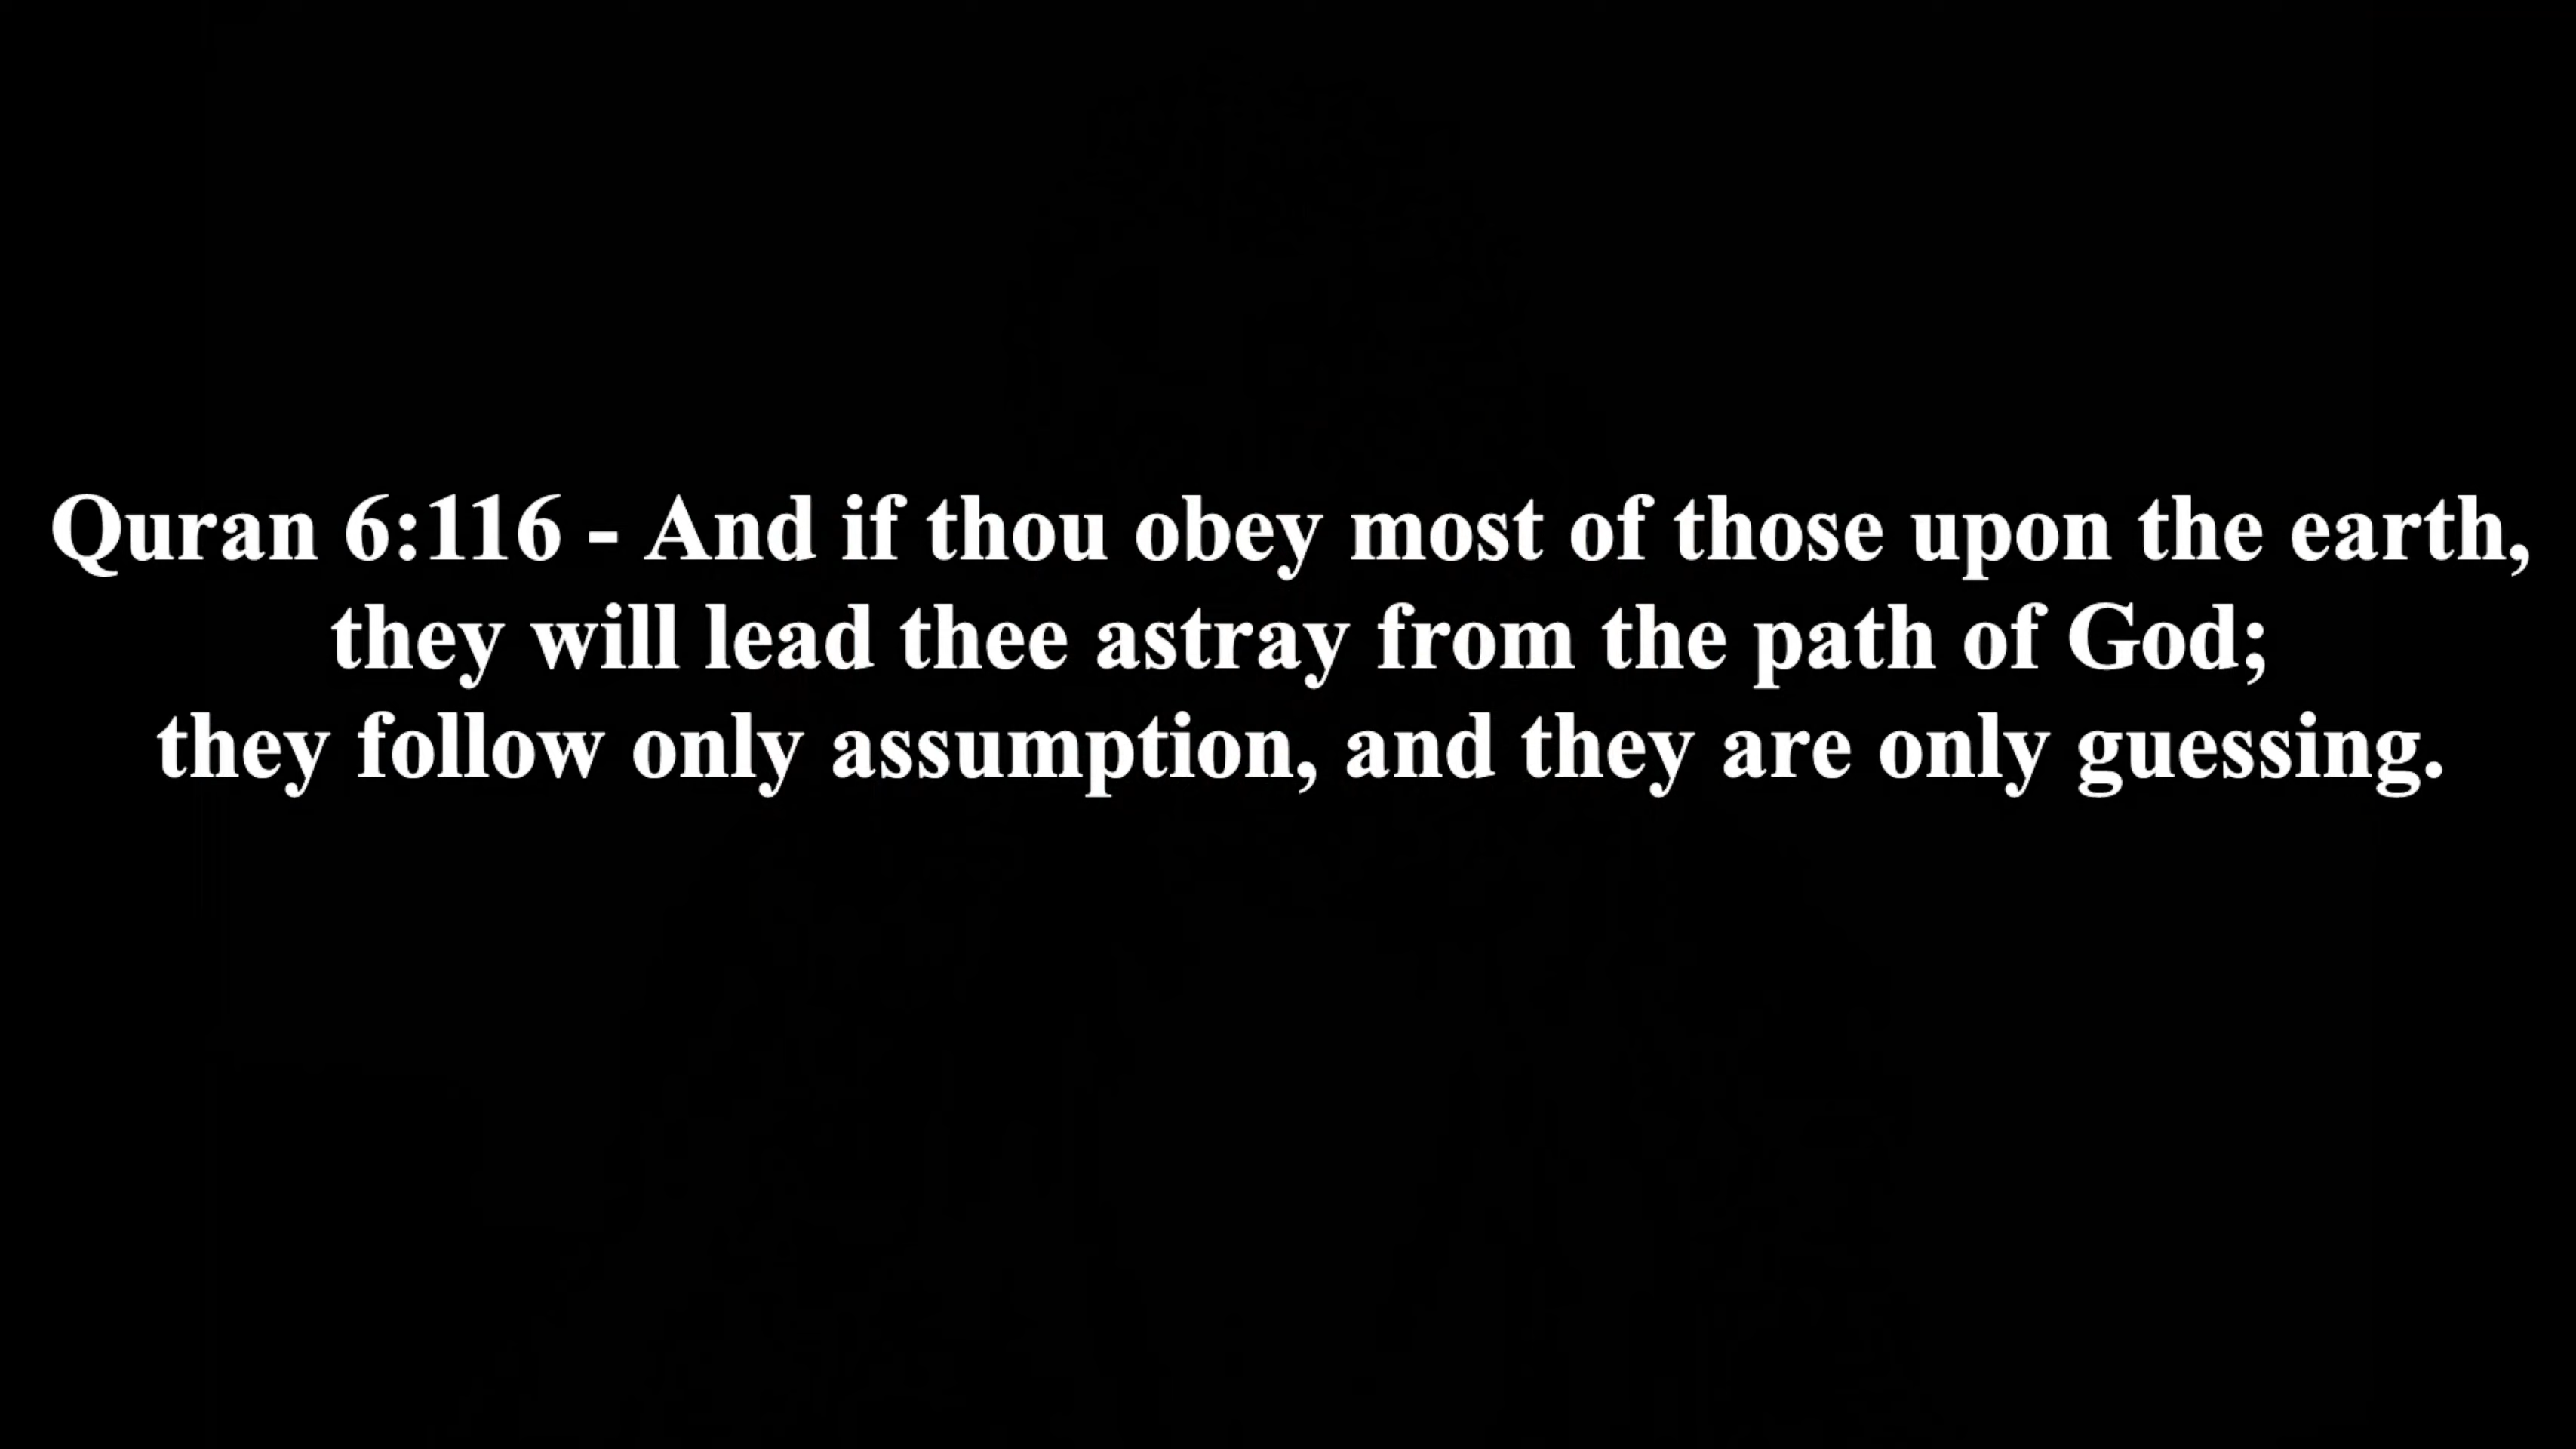 Quran 6:116 - And if thou obey most of those upon the earth,
they will lead thee astray from the path of God;
they follow only assumption, and they are only guessing.